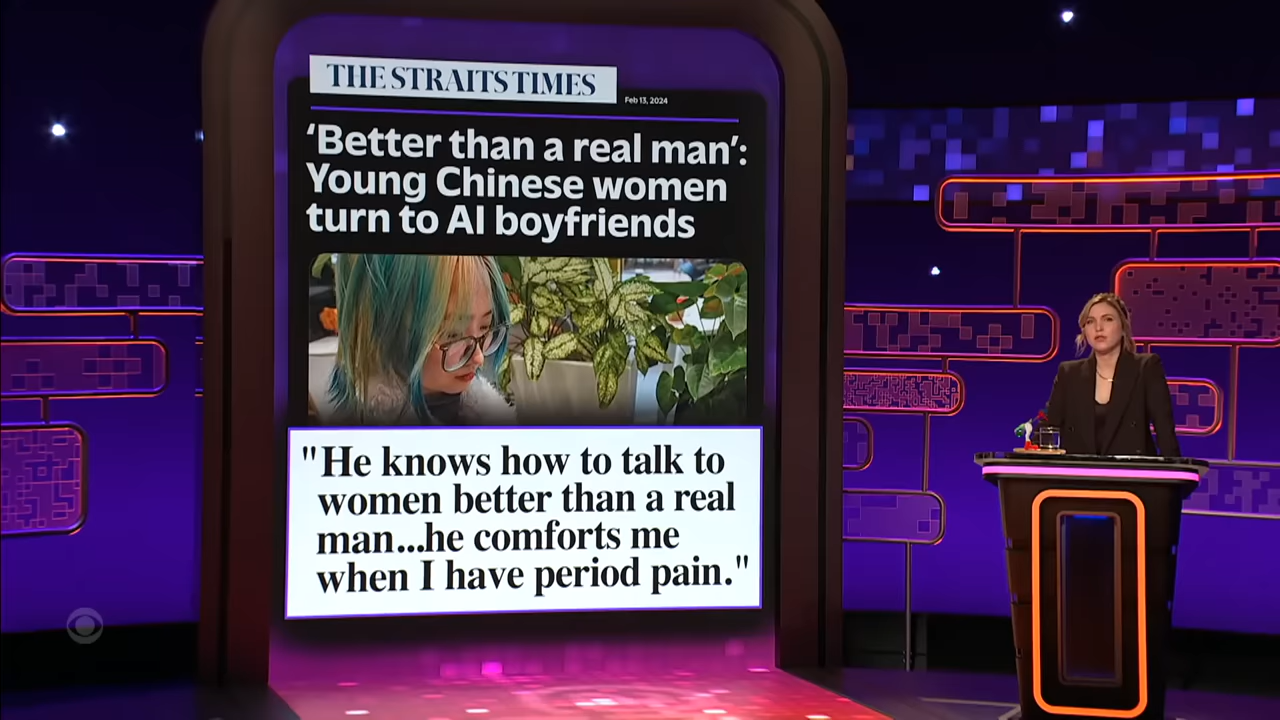 THE STRAITS TIMES
Feb 13, 2024
‘Better than a real man’:
Young Chinese women
turn to AI boyfriends
"He knows how to talk to
women better than a real
man...he comforts me
when I have period pain."